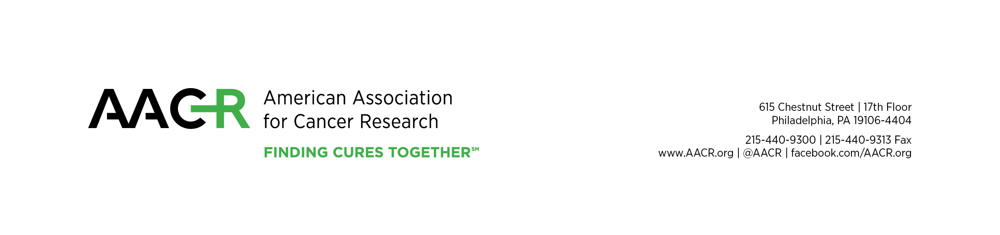 AACR
American Association
for Cancer Research
FINDING CURES TOGETHER℠
615 Chestnut Street | 17th Floor
Philadelphia, PA 19106-4404
215-440-9300 | 215-440-9313 Fax
www.AACR.org | @AACR | facebook.com/AACR.org